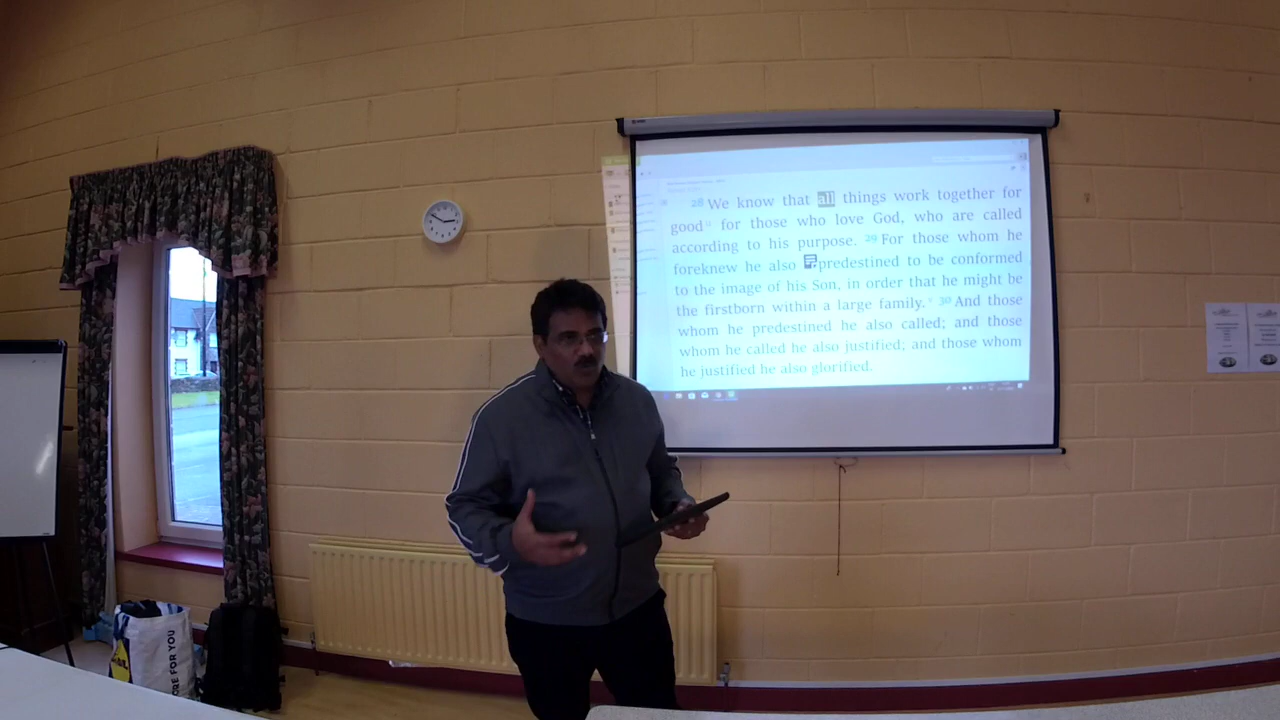 28 We know that all things work together for
good for those who love God, who are called
according to his purpose. 29 For those whom he
foreknew he also predestined to be conformed
to the image of his Son, in order that he might be
the firstborn within a large family. 30 And those
whom he predestined he also called; and those
whom he called he also justified; and those whom
he justified he also glorified.
FOR YOU